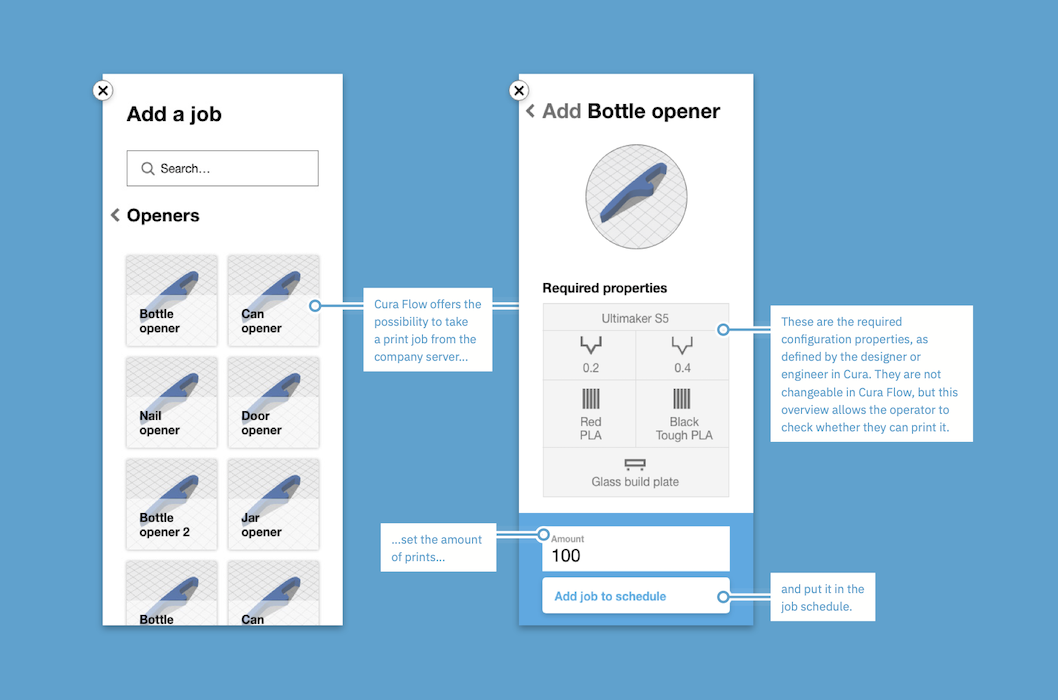 Add a job
Search...
Openers
Bottle
opener
Can
opener
Nail
opener
Door
opener
Bottle
opener 2
Jar
opener
Bottle
Can
Cura Flow offers the
possibility to take
a print job from the
company server...
Add Bottle opener
Required properties
Ultimaker S5
0.2
0.4
Red
PLA
Black
Tough PLA
Glass build plate
These are the required
configuration properties, as
defined by the designer or
engineer in Cura. They are not
changeable in Cura Flow, but this
overview allows the operator to
check whether they can print it.
...set the amount
of prints...
Amount
100
Add job to schedule
and put it in the
job schedule.